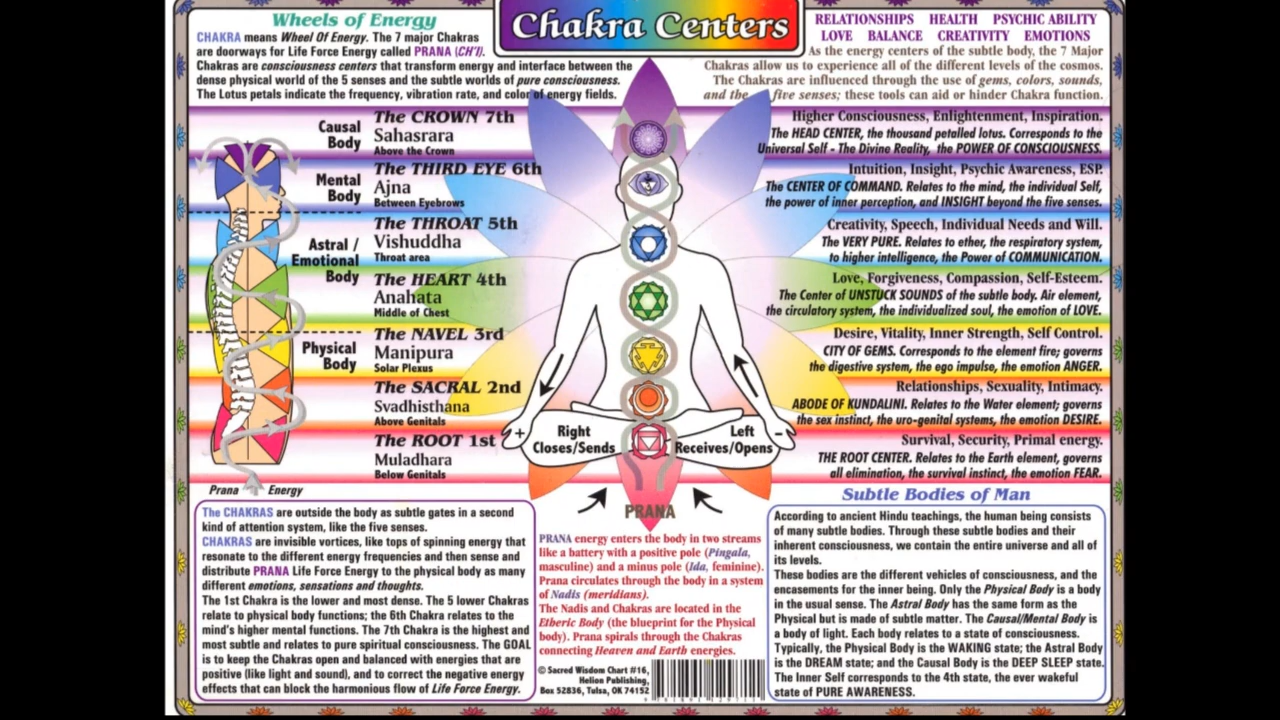 Chakra Centers
Wheels of Energy
CHAKRA means Wheel Of Energy. The 7 major Chakras
are doorways for Life Force Energy called PRANA (CH'I).
Chakras are consciousness centers that transform energy and interface between the
dense physical world of the 5 senses and the subtle worlds of pure consciousness.
The Lotus petals indicate the frequency, vibration rate, and color of energy fields.
RELATIONSHIPS HEALTH PSYCHIC ABILITY
LOVE BALANCE CREATIVITY EMOTIONS
As the energy centers of the subtle body, the 7 Major
Chakras allow us to experience all of the different levels of the cosmos.
The Chakras are influenced through the use of gems, colors, sounds,
and the five senses; these tools can aid or hinder Chakra function.
Causal
Body
The CROWN 7th
Sahasrara
Above the Crown
Higher Consciousness, Enlightenment, Inspiration.
The HEAD CENTER, the thousand petalled lotus. Corresponds to the
Universal Self - The Divine Reality, the POWER OF CONSCIOUSNESS.
Mental
Body
The THIRD EYE 6th
Ajna
Between Eyebrows
Intuition, Insight, Psychic Awareness, ESP.
The CENTER OF COMMAND. Relates to the mind, the individual Self,
the power of inner perception, and INSIGHT beyond the five senses.
Astral /
Emotional
Body
The THROAT 5th
Vishuddha
Throat area
Creativity, Speech, Individual Needs and Will.
The VERY PURE. Relates to ether, the respiratory system,
to higher intelligence, the Power of COMMUNICATION.
The HEART 4th
Anahata
Middle of Chest
Love, Forgiveness, Compassion, Self-Esteem.
The Center of UNSTUCK SOUNDS of the subtle body. Air element,
the circulatory system, the individualized soul, the emotion of LOVE.
Physical
Body
The NAVEL 3rd
Manipura
Solar Plexus
Desire, Vitality, Inner Strength, Self Control.
CITY OF GEMS. Corresponds to the element fire; governs
the digestive system, the ego impulse, the emotion ANGER.
The SACRAL 2nd
Svadhisthana
Above Genitals
Relationships, Sexuality, Intimacy.
ABODE OF KUNDALINI. Relates to the Water element; governs
the sex instinct, the uro-genital systems, the emotion DESIRE.
The ROOT 1st
Muladhara
Below Genitals
Survival, Security, Primal energy.
THE ROOT CENTER. Relates to the Earth element, governs
all elimination, the survival instinct, the emotion FEAR.
+
Right
Closes/Sends
Left
Receives/Opens
-
Prana Energy
PRANA
The CHAKRAS are outside the body as subtle gates in a second
kind of attention system, like the five senses.
CHAKRAS are invisible vortices, like tops of spinning energy that
resonate to the different energy frequencies and then sense and
distribute PRANA Life Force Energy to the physical body as many
different emotions, sensations and thoughts.
The 1st Chakra is the lower and most dense. The 5 lower Chakras
relate to physical body functions; the 6th Chakra relates to the
mind's higher mental functions. The 7th Chakra is the highest and
most subtle and relates to pure spiritual consciousness. The GOAL
is to keep the Chakras open and balanced with energies that are
positive (like light and sound), and to correct the negative energy
effects that can block the harmonious flow of Life Force Energy.
PRANA energy enters the body in two streams
like a battery with a positive pole (Pingala,
masculine) and a minus pole (Ida, feminine).
Prana circulates through the body in a system
of Nadis (meridians).
The Nadis and Chakras are located in the
Etheric Body (the blueprint for the Physical
body). Prana spirals through the Chakras
connecting Heaven and Earth energies.
© Sacred Wisdom Chart #16,
Helion Publishing,
Box 52836, Tulsa, OK 74152
Subtle Bodies of Man
According to ancient Hindu teachings, the human being consists
of many subtle bodies. Through these subtle bodies and their
inherent consciousness, we contain the entire universe and all of
its levels.
These bodies are the different vehicles of consciousness, and the
encasements for the inner being. Only the Physical Body is a body
in the usual sense. The Astral Body has the same form as the
Physical but is made of subtle matter. The Causal/Mental Body is
a body of light. Each body relates to a state of consciousness.
Typically, the Physical Body is the WAKING state; the Astral Body
is the DREAM state; and the Causal Body is the DEEP SLEEP state.
The Inner Self corresponds to the 4th state, the ever wakeful
state of PURE AWARENESS.